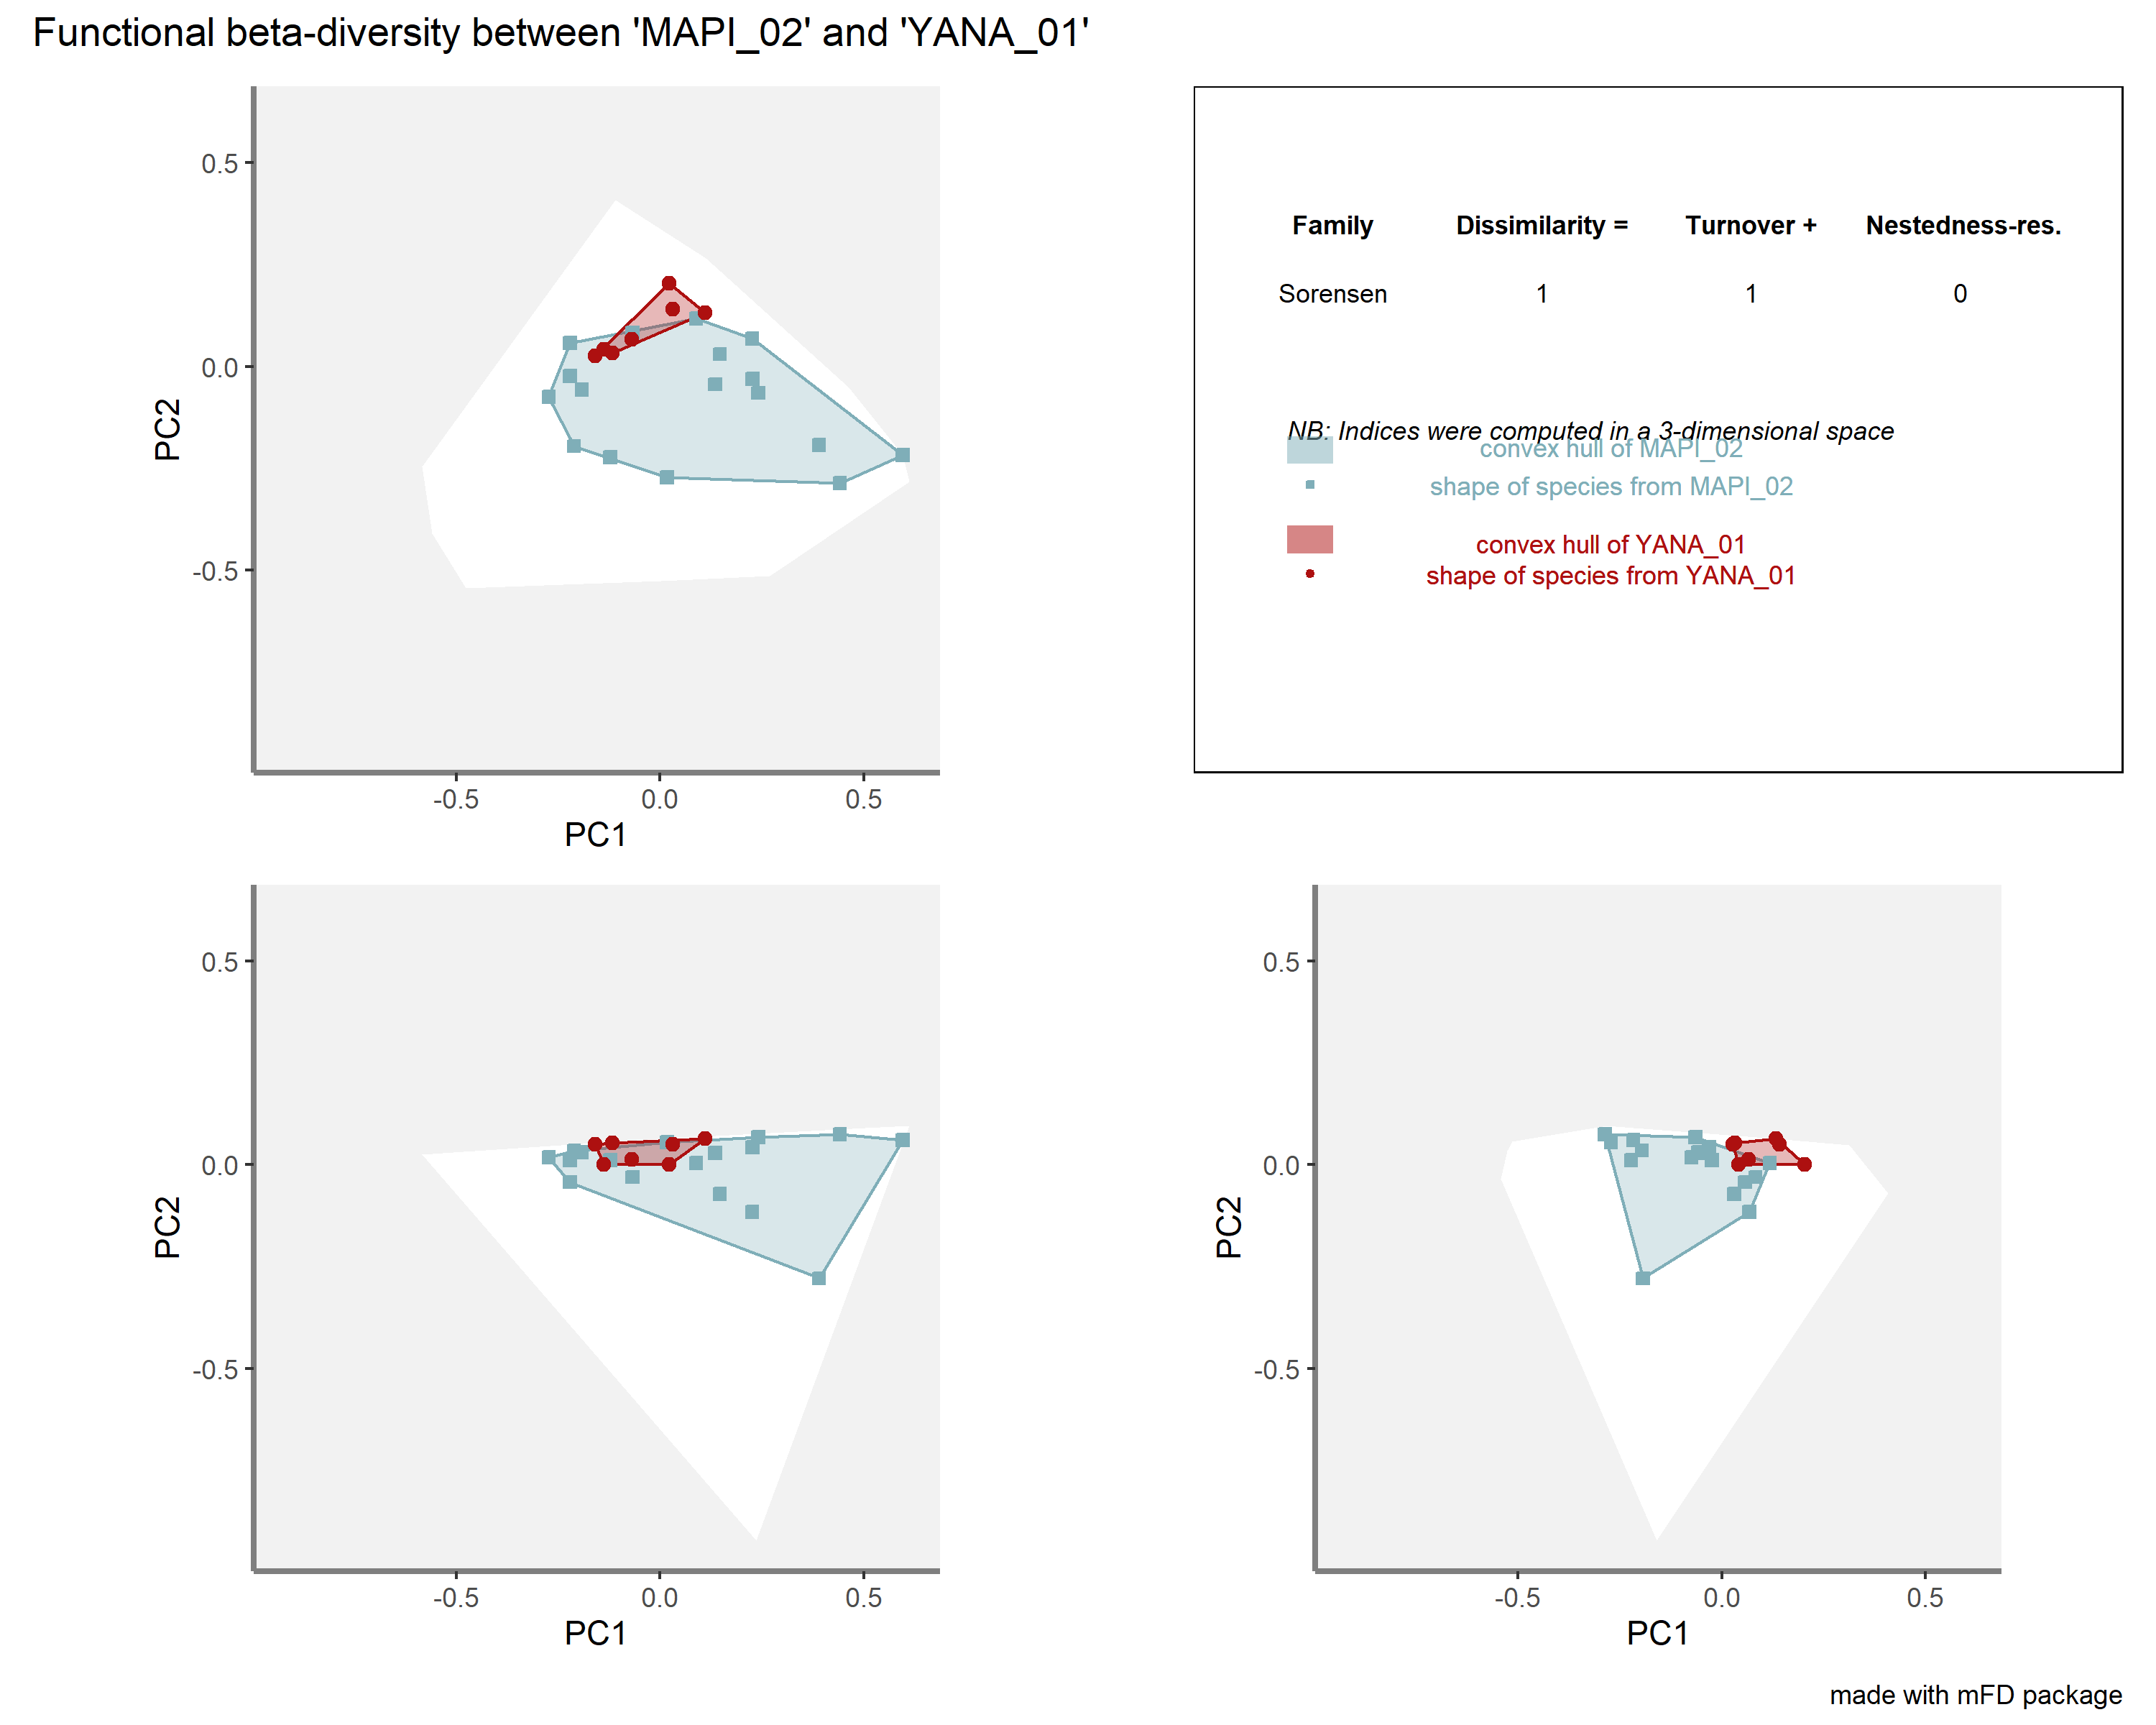 Functional beta-diversity between 'MAPI_02' and 'YANA_01'
0.5
0.0
-0.5
PC2
-0.5 0.0 0.5
PC1
Family Dissimilarity = Turnover + Nestedness-res.
Sorensen 1 1 0
NB: Indices were computed in a 3-dimensional space
convex hull of MAPI_02
shape of species from MAPI_02
convex hull of YANA_01
shape of species from YANA_01
0.5
0.0
-0.5
PC2
-0.5 0.0 0.5
PC1
0.5
0.0
-0.5
PC2
-0.5 0.0 0.5
PC1
made with mFD package